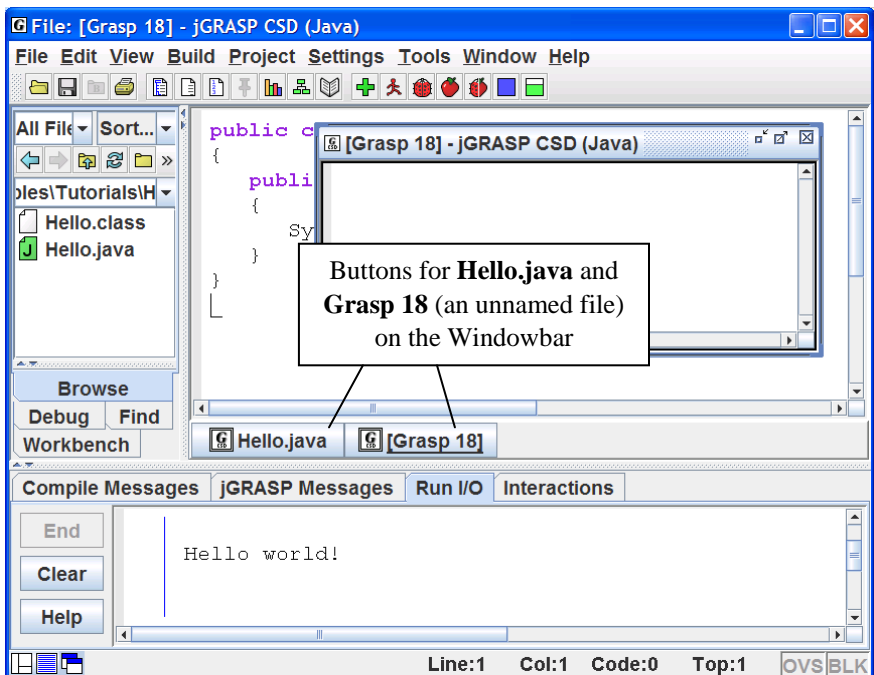 File: [Grasp 18] - jGRASP CSD (Java)
File Edit View Build Project Settings Tools Window Help
All File Sort...
ples\Tutorials\H
Hello.class
Hello.java
Browse
Debug Find
Workbench
public c
{
publi
{
Sy
}
}
[Grasp 18] - jGRASP CSD (Java)
Buttons for Hello.java and
Grasp 18 (an unnamed file)
on the Windowbar
Hello.java [Grasp 18]
Compile Messages jGRASP Messages Run I/O Interactions
End
Clear
Help
Hello world!
Line:1 Col:1 Code:0 Top:1 OVS BLK